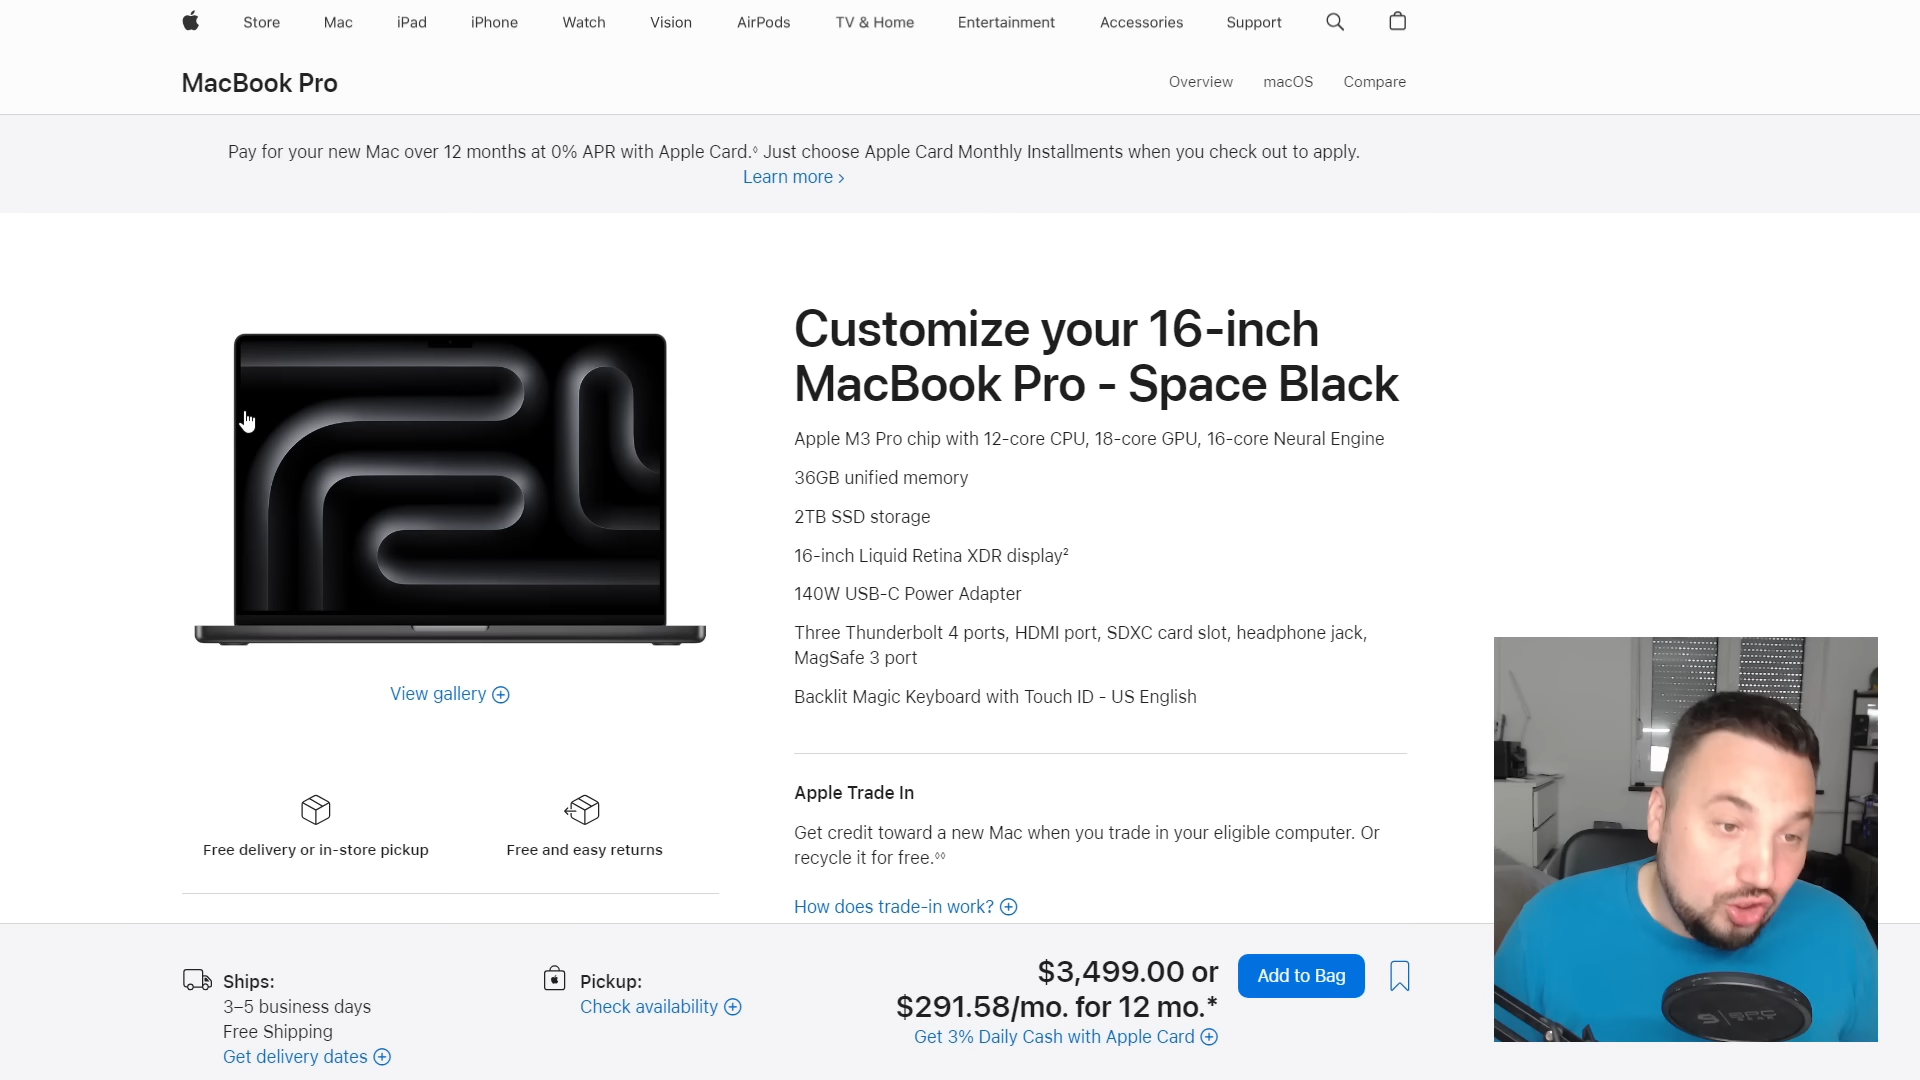 Store Mac iPad iPhone Watch Vision AirPods TV & Home Entertainment Accessories Support
MacBook Pro
Overview macOS Compare
Pay for your new Mac over 12 months at 0% APR with Apple Card.◊ Just choose Apple Card Monthly Installments when you check out to apply.
Learn more >
Customize your 16-inch
MacBook Pro - Space Black
Apple M3 Pro chip with 12-core CPU, 18-core GPU, 16-core Neural Engine
36GB unified memory
2TB SSD storage
16-inch Liquid Retina XDR display²
140W USB-C Power Adapter
Three Thunderbolt 4 ports, HDMI port, SDXC card slot, headphone jack,
MagSafe 3 port
Backlit Magic Keyboard with Touch ID - US English
View gallery
Free delivery or in-store pickup
Free and easy returns
Apple Trade In
Get credit toward a new Mac when you trade in your eligible computer. Or
recycle it for free.◊◊
How does trade-in work?
Ships:
3–5 business days
Free Shipping
Get delivery dates
Pickup:
Check availability
$3,499.00 or
$291.58/mo. for 12 mo.*
Get 3% Daily Cash with Apple Card
Add to Bag
SPC
GEAR